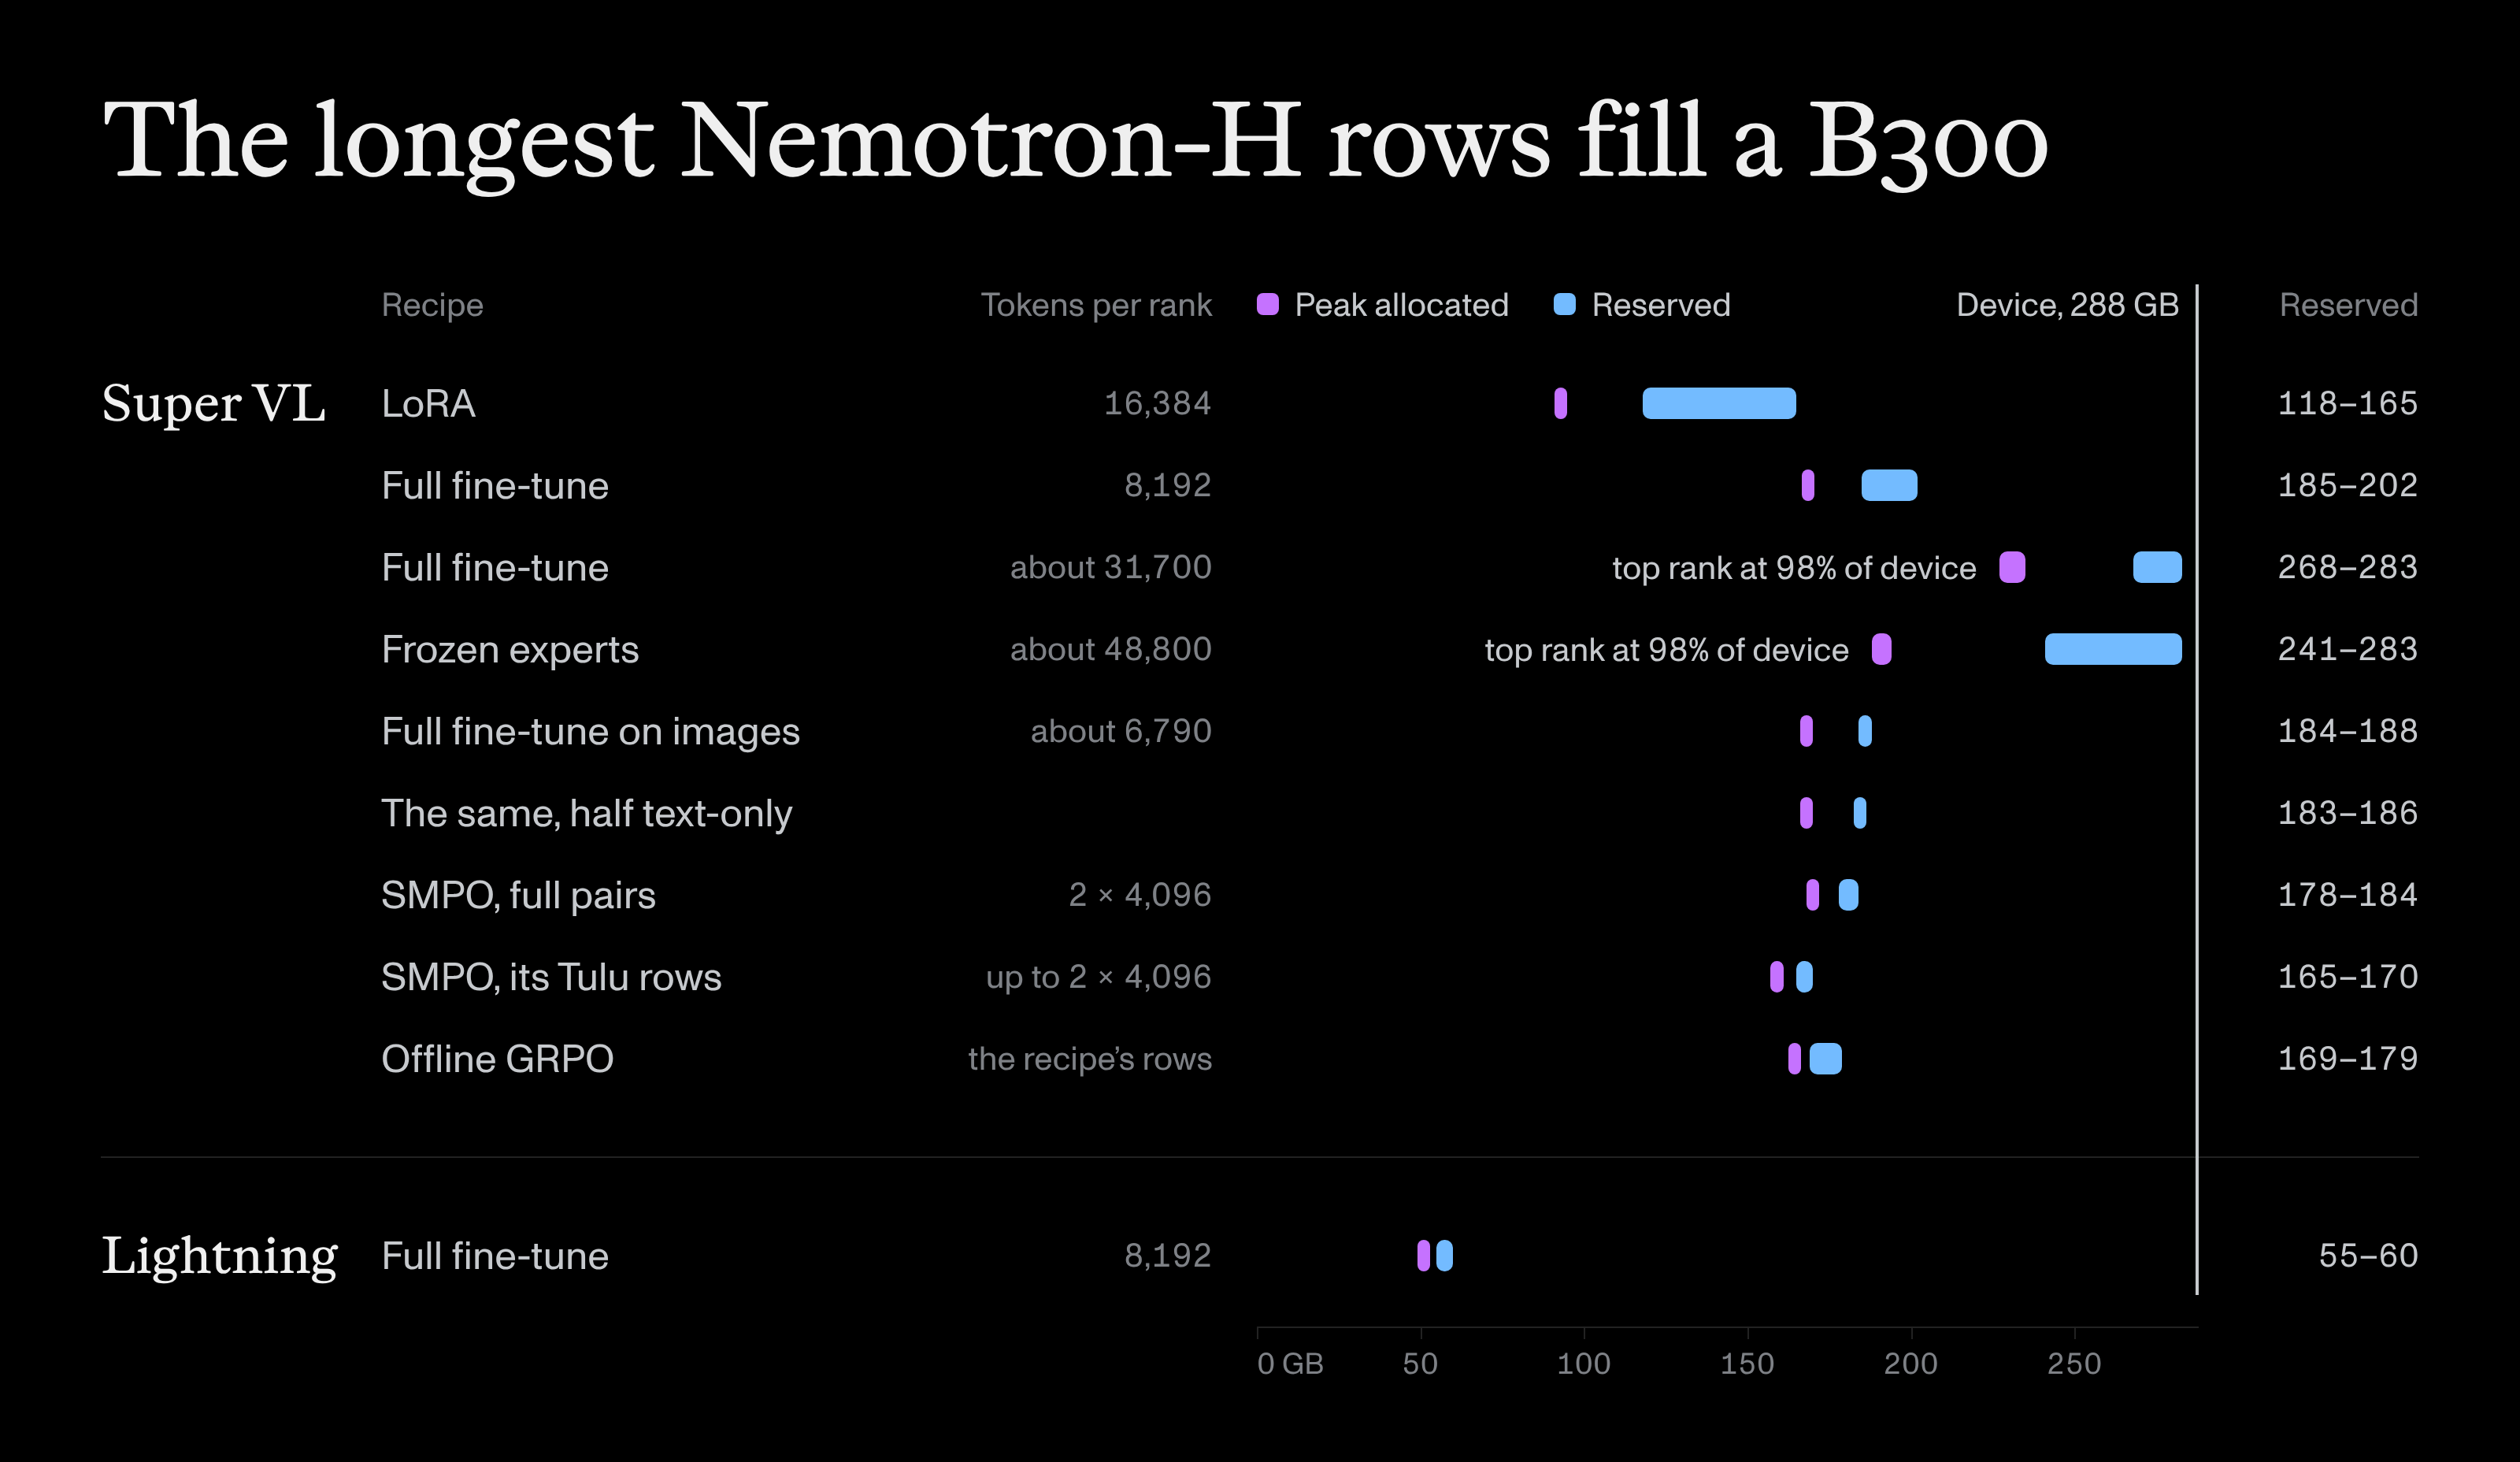 The longest Nemotron-H rows fill a B300
Recipe Tokens per rank Peak allocated Reserved Device, 288 GB Reserved
Super VL LoRA 16,384 118–165
Full fine-tune 8,192 185–202
Full fine-tune about 31,700 top rank at 98% of device 268–283
Frozen experts about 48,800 top rank at 98% of device 241–283
Full fine-tune on images about 6,790 184–188
The same, half text-only 183–186
SMPO, full pairs 2 × 4,096 178–184
SMPO, its Tulu rows up to 2 × 4,096 165–170
Offline GRPO the recipe’s rows 169–179
Lightning Full fine-tune 8,192 55–60
0 GB 50 100 150 200 250